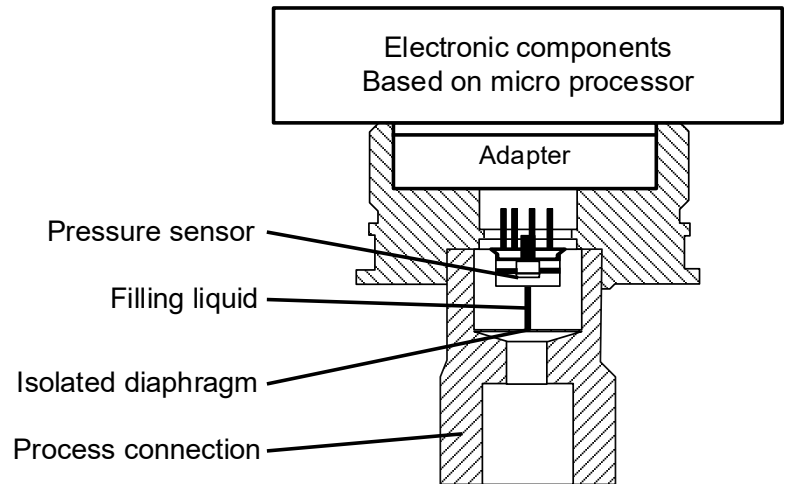 Electronic components
Based on micro processor
Adapter
Pressure sensor
Filling liquid
Isolated diaphragm
Process connection